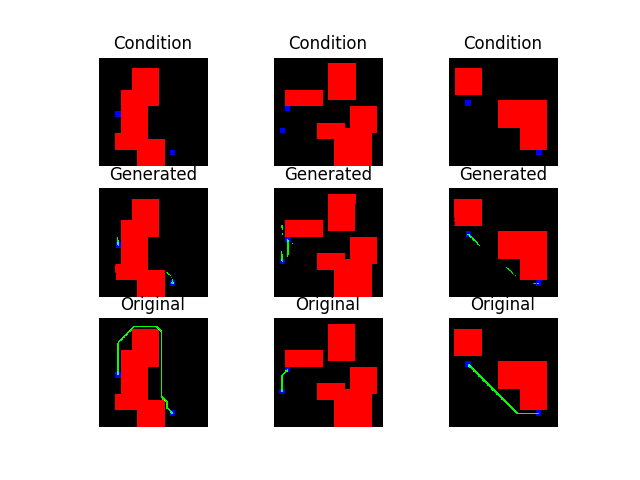 Condition Condition Condition
Generated Generated Generated
Original Original Original